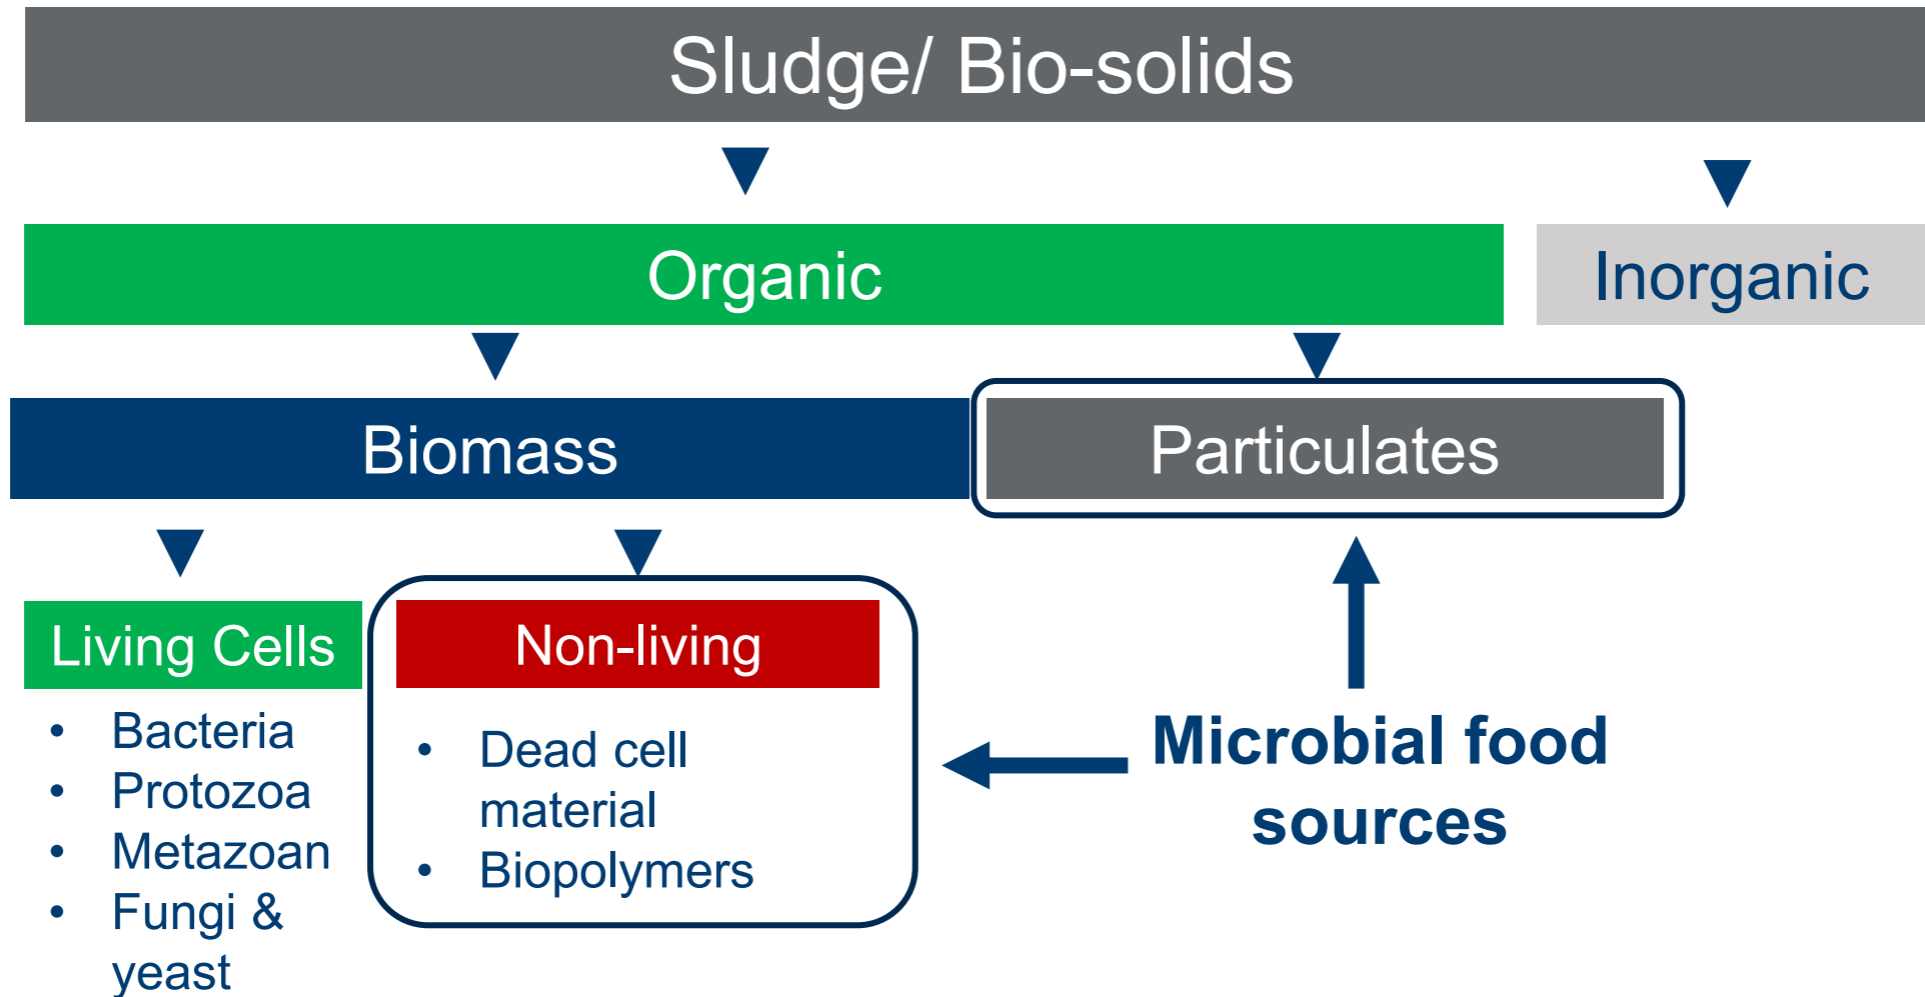 Sludge/ Bio-solids
Organic
Inorganic
Biomass
Particulates
Living Cells
• Bacteria
• Protozoa
• Metazoan
• Fungi &
yeast
Non-living
• Dead cell
material
• Biopolymers
Microbial food
sources